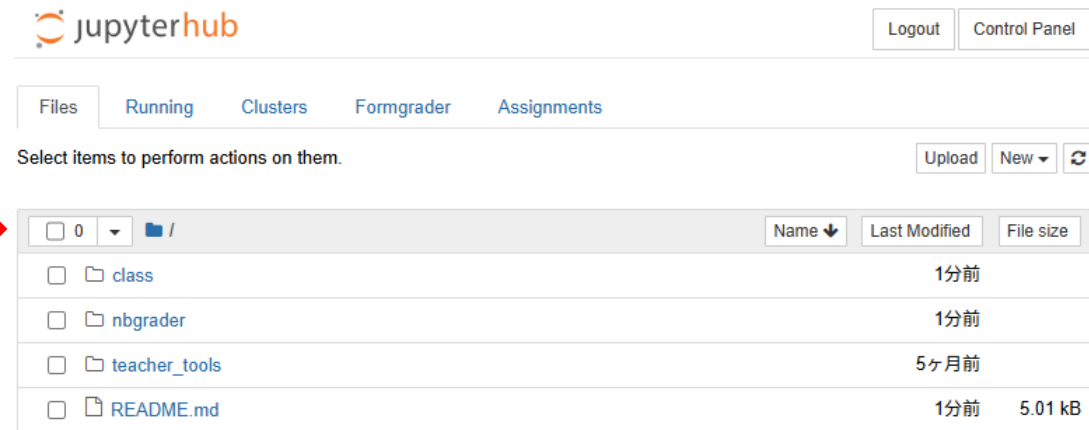 jupyterhub Logout Control Panel
Files Running Clusters Formgrader Assignments
Select items to perform actions on them. Upload New
0 / Name Last Modified File size
class 1分前
nbgrader 1分前
teacher_tools 5ヶ月前
README.md 1分前 5.01 kB